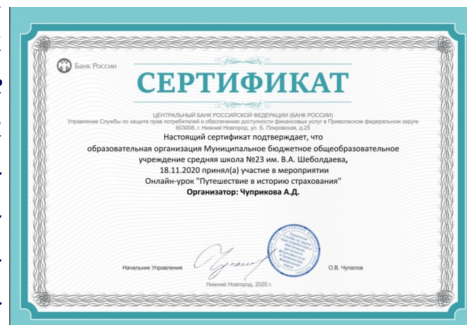 Банк России
СЕРТИФИКАТ
ЦЕНТРАЛЬНЫЙ БАНК РОССИЙСКОЙ ФЕДЕРАЦИИ (БАНК РОССИИ)
Управление Службы по защите прав потребителей и обеспечению доступности финансовых услуг в Приволжском федеральном округе
603008, г. Нижний Новгород, ул. Б. Покровская, д.25
Настоящий сертификат подтверждает, что
образовательная организация Муниципальное бюджетное общеобразовательное
учреждение средняя школа №23 им. В.А. Шеболдаева,
18.11.2020 принял(а) участие в мероприятии
Онлайн-урок "Путешествие в историю страхования"
Организатор: Чуприкова А.Д.
Начальник Управления
О.В. Чупалов
Нижний Новгород, 2020 г.